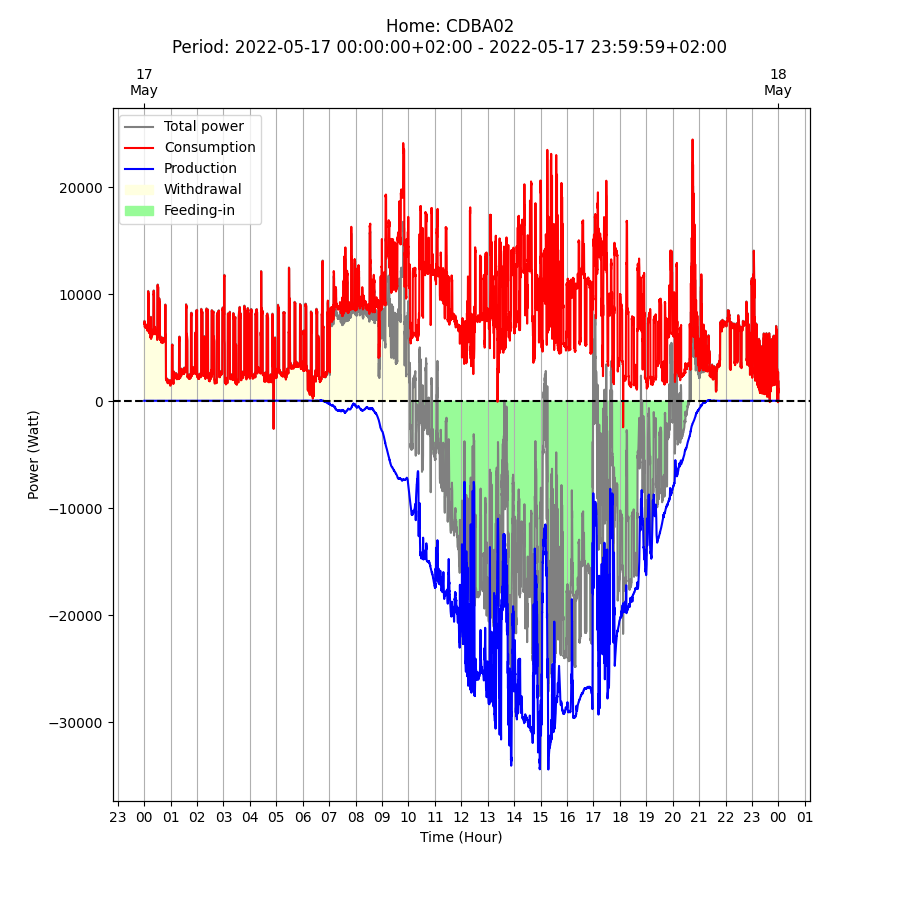 Home: CDBA02
Period: 2022-05-17 00:00:00+02:00 - 2022-05-17 23:59:59+02:00
17 18
May May
Total power
Consumption
Production
Withdrawal
Feeding-in
20000
10000
0
−10000
−20000
−30000
Power (Watt)
23 00 01 02 03 04 05 06 07 08 09 10 11 12 13 14 15 16 17 18 19 20 21 22 23 00 01
Time (Hour)